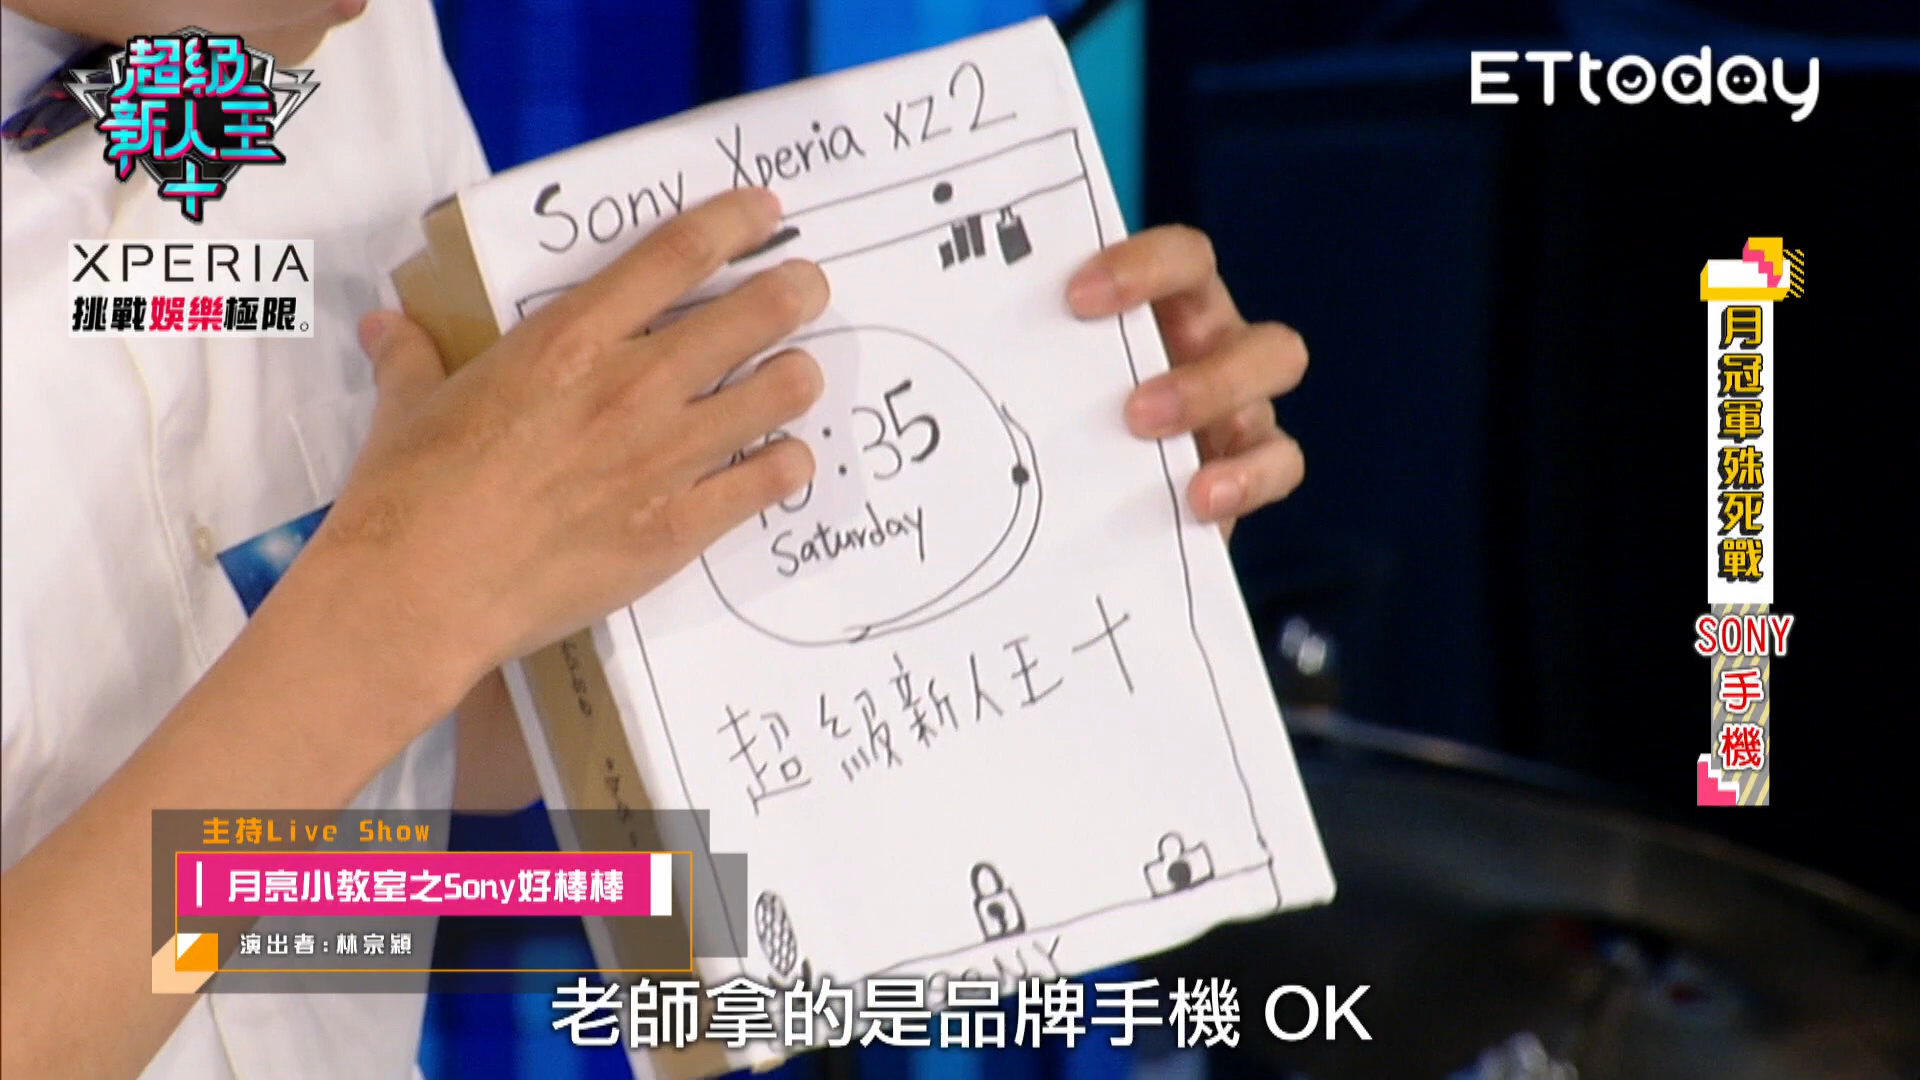 超級
新人王
+
XPERIA
挑戰娛樂極限。
ETtoday
Sony Xperia XZ2
:35
Saturday
超級新人王+
SONY
月冠軍殊死戰
SONY
手機
主持Live Show
月亮小教室之Sony好棒棒
演出者:林宗穎
老師拿的是品牌手機 OK